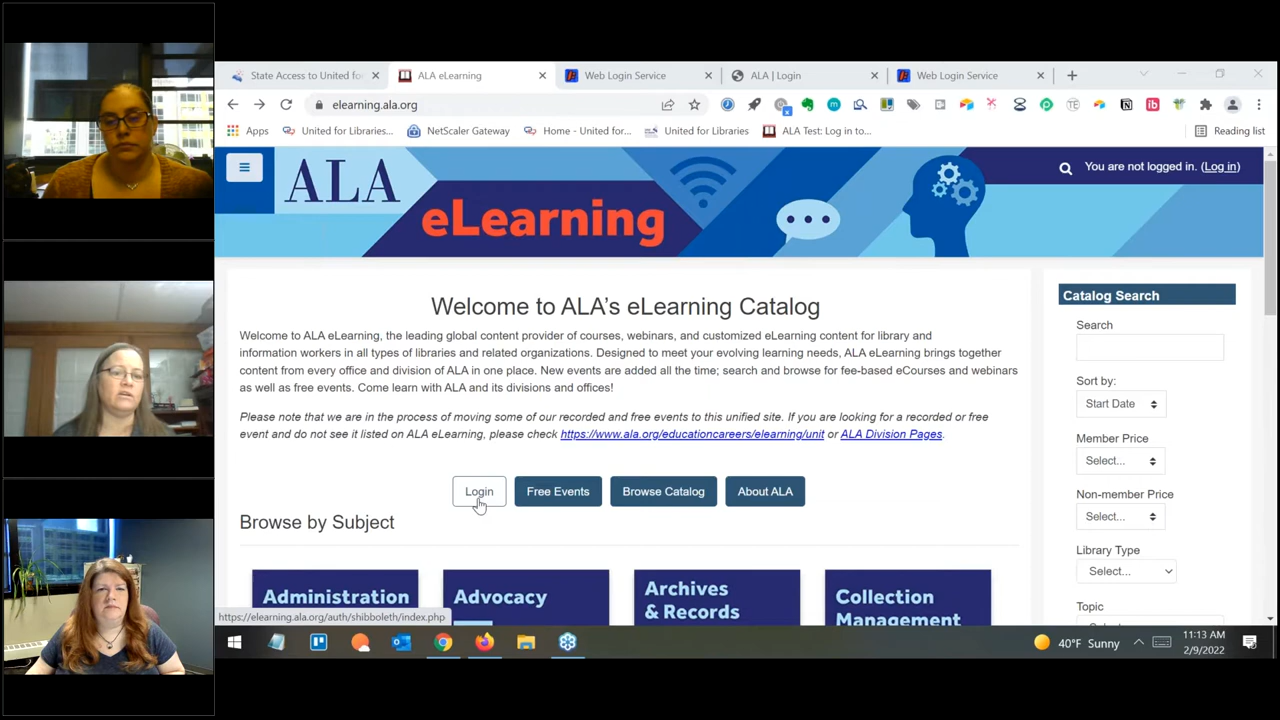 State Access to United fo
ALA eLearning
Web Login Service
ALA | Login
Web Login Service
elearning.ala.org
Apps
United for Libraries...
NetScaler Gateway
Home - United for...
United for Libraries
ALA Test: Log in to...
Reading list
ALA
eLearning
You are not logged in. (Log in)
Welcome to ALA's eLearning Catalog
Welcome to ALA eLearning, the leading global content provider of courses, webinars, and customized eLearning content for library and
information workers in all types of libraries and related organizations. Designed to meet your evolving learning needs, ALA eLearning brings together
content from every office and division of ALA in one place. New events are added all the time; search and browse for fee-based eCourses and webinars
as well as free events. Come learn with ALA and its divisions and offices!
Please note that we are in the process of moving some of our recorded and free events to this unified site. If you are looking for a recorded or free
event and do not see it listed on ALA eLearning, please check https://www.ala.org/educationcareers/elearning/unit or ALA Division Pages.
Login
Free Events
Browse Catalog
About ALA
Browse by Subject
Administration
Advocacy
Archives
& Records
Collection
Management
Catalog Search
Search
Sort by:
Start Date
Member Price
Select...
Non-member Price
Select...
Library Type
Select...
Topic
https://elearning.ala.org/auth/shibboleth/index.php
40°F Sunny
11:13 AM
2/9/2022